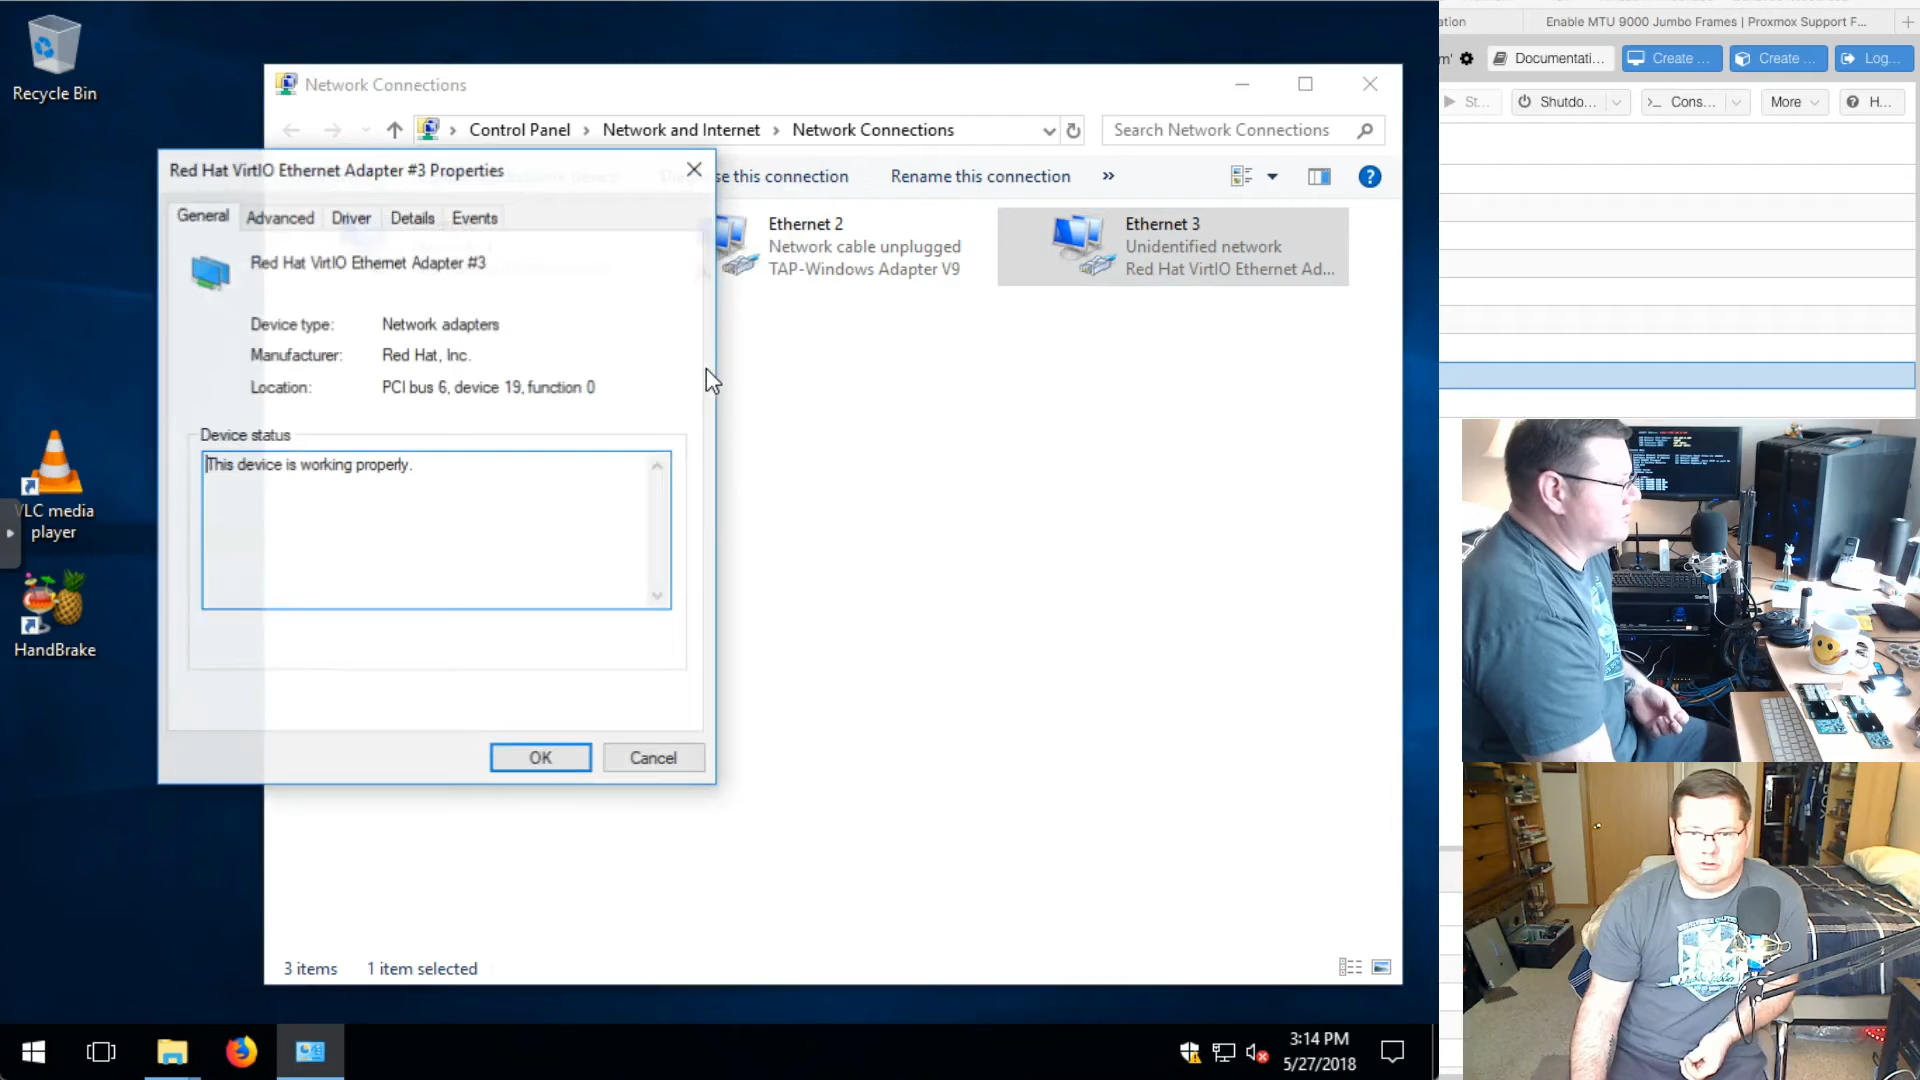 Recycle Bin
VLC media
player
HandBrake
Network Connections
Control Panel > Network and Internet > Network Connections
Search Network Connections
se this connection
Rename this connection
»
Ethernet 2
Network cable unplugged
TAP-Windows Adapter V9
Ethernet 3
Unidentified network
Red Hat VirtIO Ethernet Ad...
Red Hat VirtIO Ethernet Adapter #3 Properties
General
Advanced
Driver
Details
Events
Red Hat VirtIO Ethernet Adapter #3
Device type: Network adapters
Manufacturer: Red Hat, Inc.
Location: PCI bus 6, device 19, function 0
Device status
This device is working properly.
OK
Cancel
3 items
1 item selected
3:14 PM
5/27/2018
ation
Enable MTU 9000 Jumbo Frames | Proxmox Support F...
m'
Documentati...
Create ...
Create ...
Log...
St...
Shutdo...
>_ Cons...
More
H...